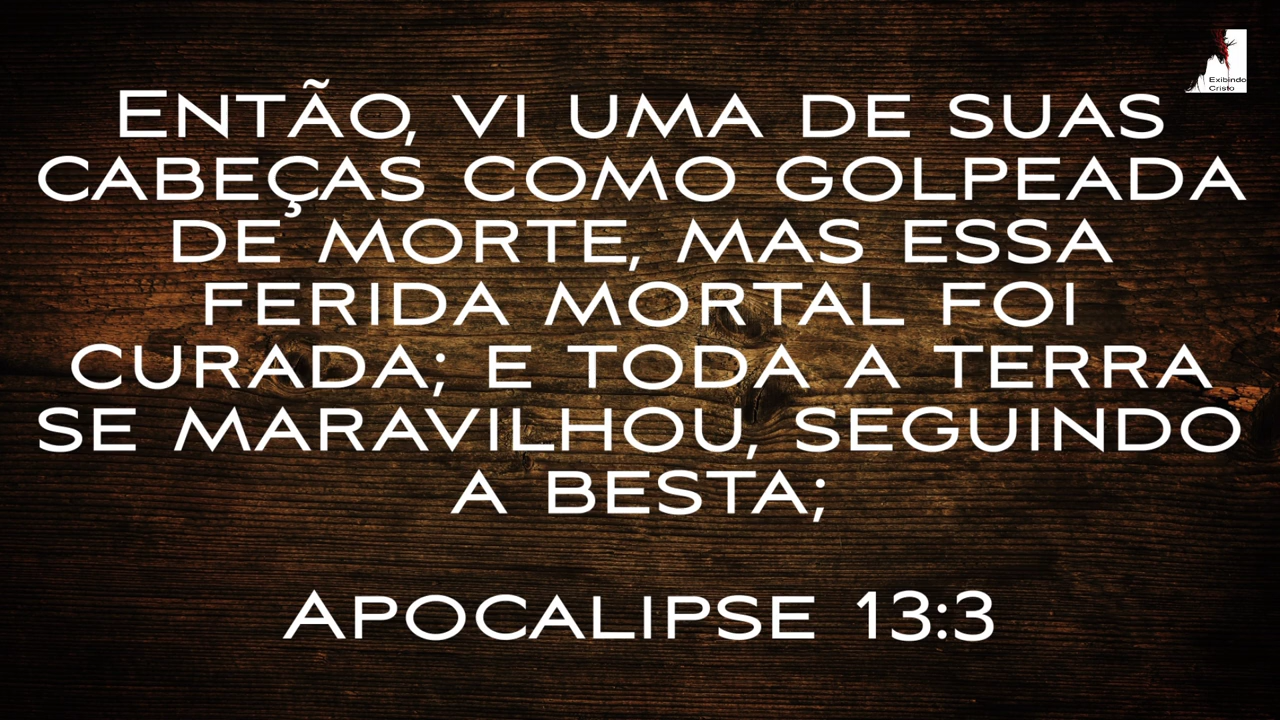 Exibindo
Cristo
Então, vi uma de suas
cabeças como golpeada
de morte, mas essa
ferida mortal foi
curada; e toda a terra
se maravilhou, seguindo
a besta;
Apocalipse 13:3